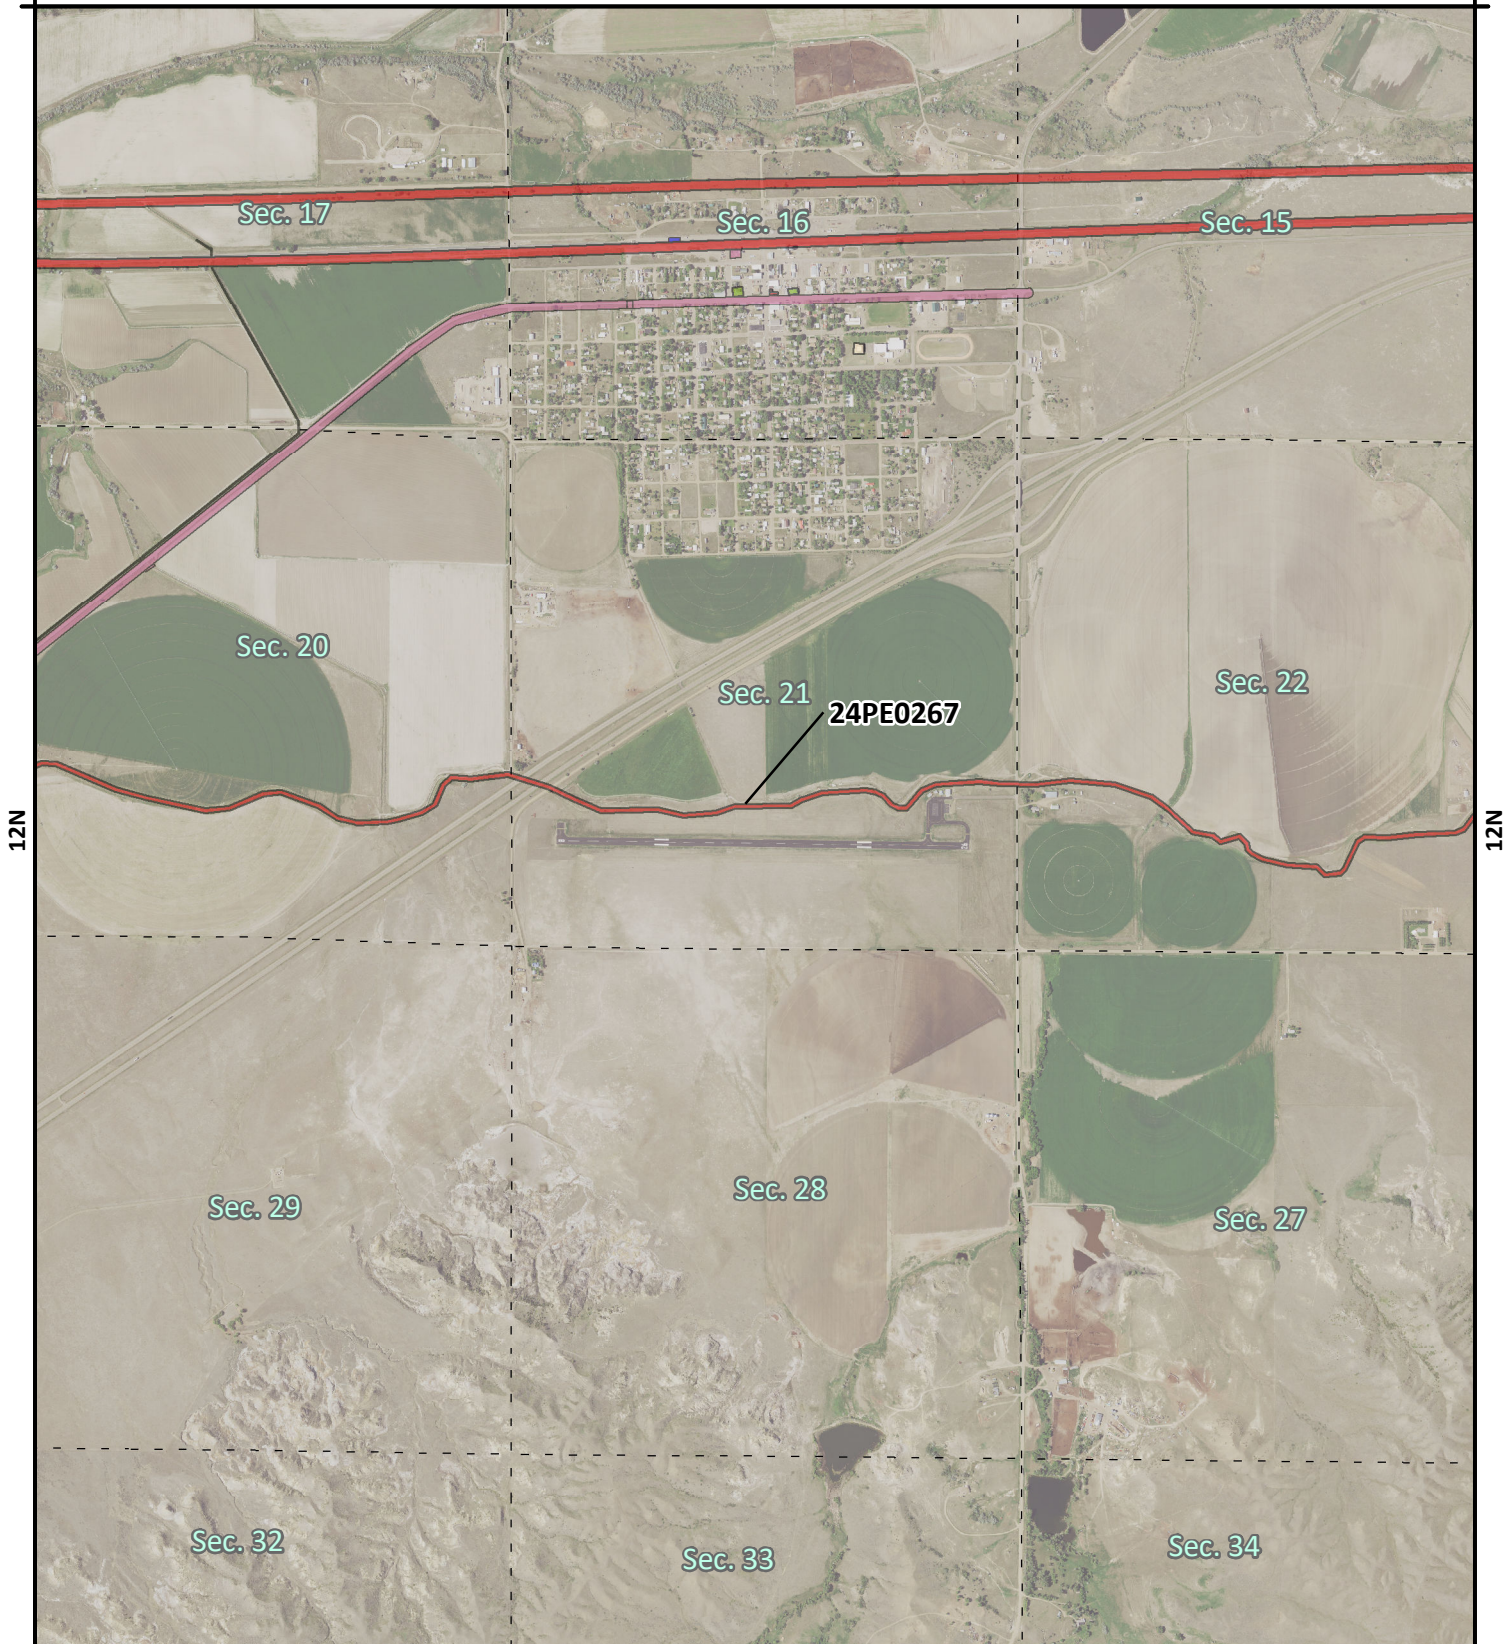 Sec. 17
Sec. 16
Sec. 15
Sec. 20
Sec. 21
Sec. 22
24PE0267
12N
12N
Sec. 29
Sec. 28
Sec. 27
Sec. 32
Sec. 33
Sec. 34